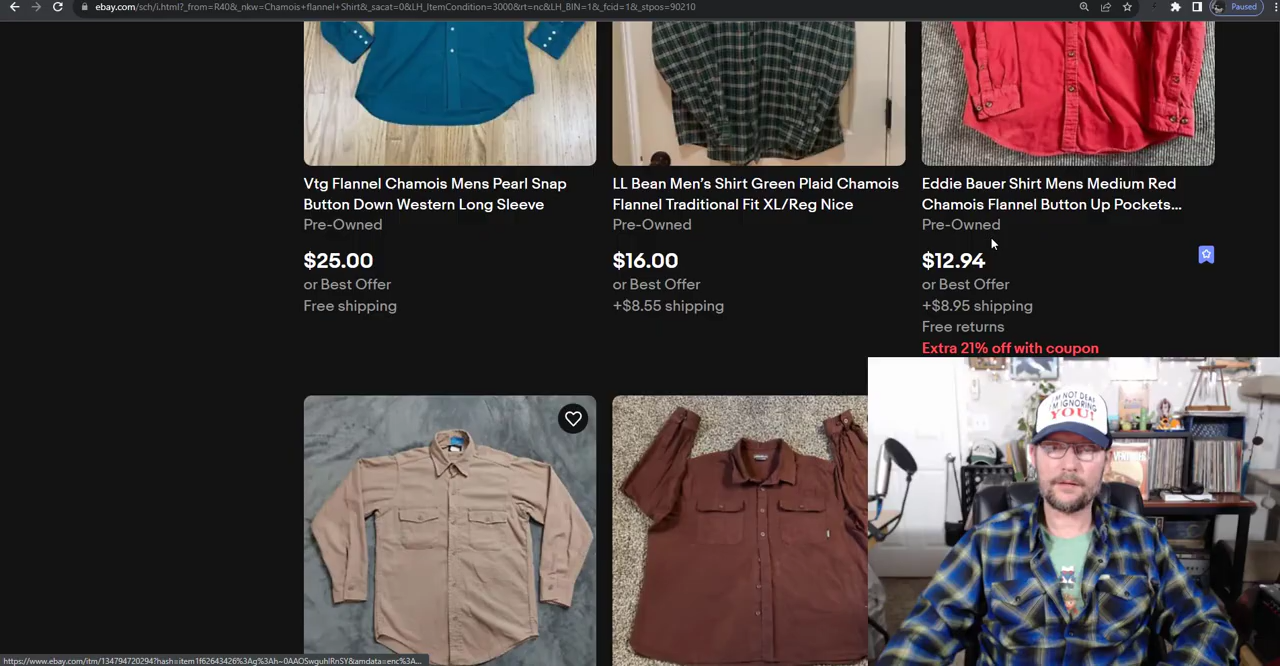 ebay.com/sch/i.html?_from=R40&_nkw=Chamois+flannel+Shirt&_sacat=0&LH_ItemCondition=3000&rt=nc&LH_BIN=1&_fcid=1&_stpos=90210
Paused
Vtg Flannel Chamois Mens Pearl Snap
Button Down Western Long Sleeve
Pre-Owned
$25.00
or Best Offer
Free shipping
LL Bean Men's Shirt Green Plaid Chamois
Flannel Traditional Fit XL/Reg Nice
Pre-Owned
$16.00
or Best Offer
+$8.55 shipping
Eddie Bauer Shirt Mens Medium Red
Chamois Flannel Button Up Pockets...
Pre-Owned
$12.94
or Best Offer
+$8.95 shipping
Free returns
Extra 21% off with coupon
I'M NOT DEAF
I'M IGNORING
YOU!